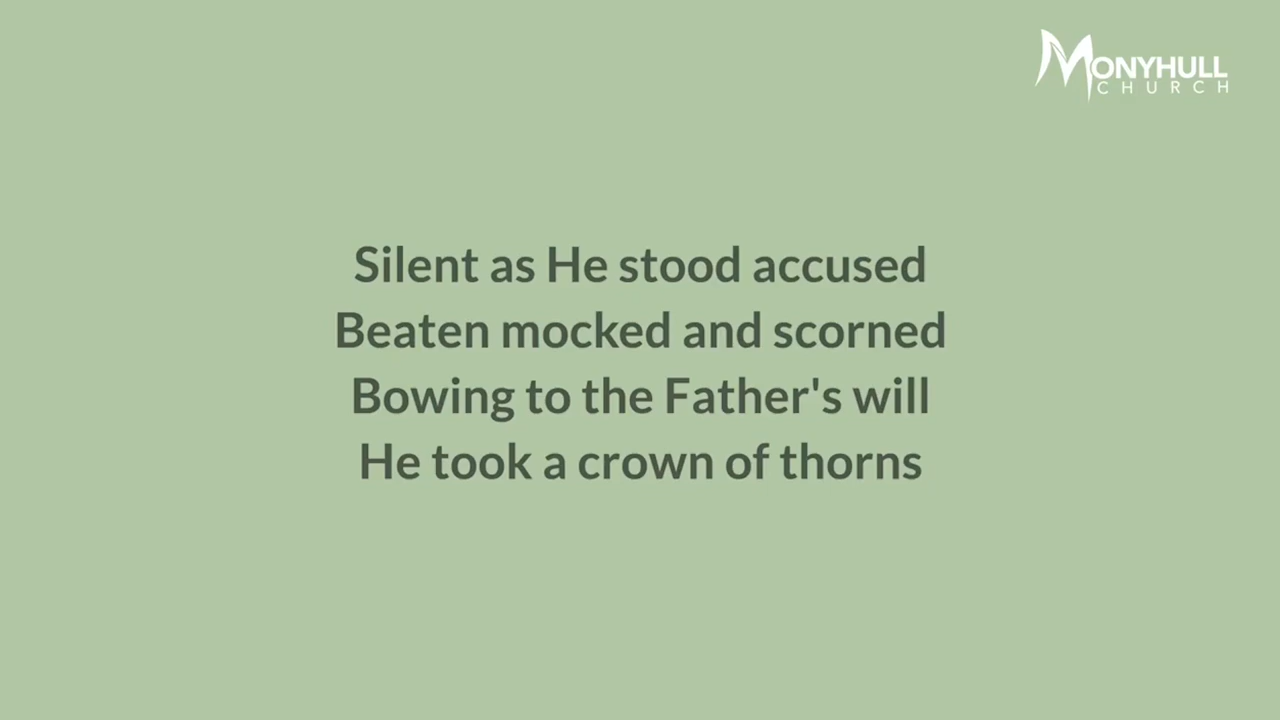 MONYHULL
CHURCH
Silent as He stood accused
Beaten mocked and scorned
Bowing to the Father's will
He took a crown of thorns